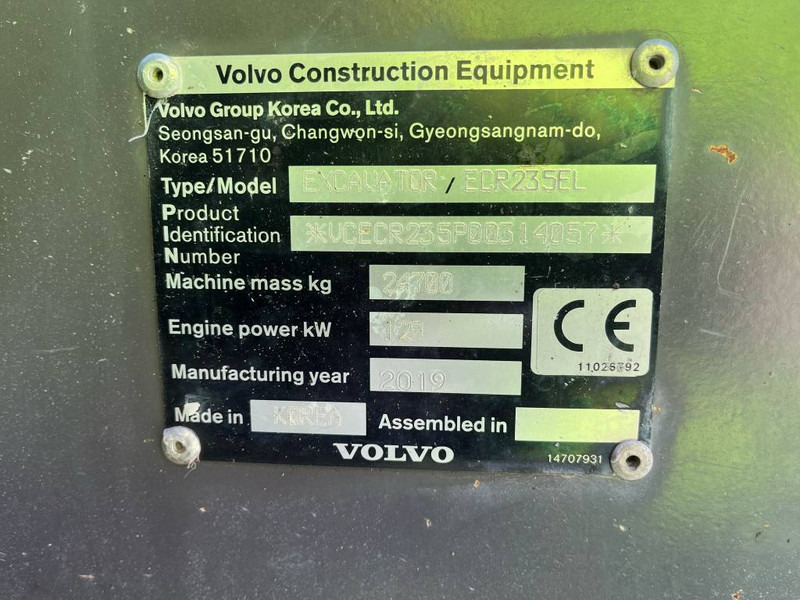 Volvo Construction Equipment
Volvo Group Korea Co., Ltd.
Seongsan-gu, Changwon-si, Gyeongsangnam-do,
Korea 51710
Type/Model EXCAVATOR / ECR235EL
Product
Identification *VCECR235P00314057*
Number
Machine mass kg 24700
Engine power kW
Manufacturing year 2019
CE
11026792
Made in KOREA Assembled in
VOLVO
14707931